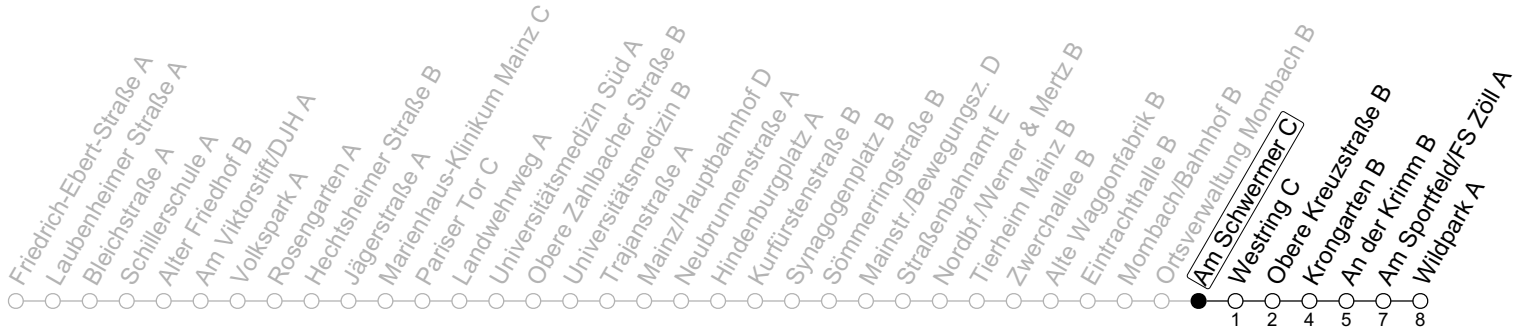 Friedrich-Ebert-Straße A
Laubenheimer Straße A
Bleichstraße A
Schillerschule A
Alter Friedhof B
Am Viktorstift/DJH A
Volkspark A
Rosengarten A
Hechtsheimer Straße B
Jägerstraße A
Marienhaus-Klinikum Mainz C
Pariser Tor C
Landwehrweg A
Universitätsmedizin Süd A
Obere Zahlbacher Straße B
Universitätsmedizin B
Trajanstraße A
Mainz/Hauptbahnhof D
Neubrunnenstraße A
Hindenburgplatz A
Kurfürstenstraße B
Synagogenplatz B
Sömmerringstraße B
Mainstr./Bewegungsz. D
Straßenbahnamt E
Nordbf./Werner & Mertz B
Tierheim Mainz B
Zwerchallee B
Alte Waggonfabrik B
Eintrachthalle B
Mombach/Bahnhof B
Ortsverwaltung Mombach B
Am Schwermer C
Westring C
Obere Kreuzstraße B
Krongarten B
An der Krimm B
Am Sportfeld/FS Zöll A
Wildpark A
1 2 4 5 7 8